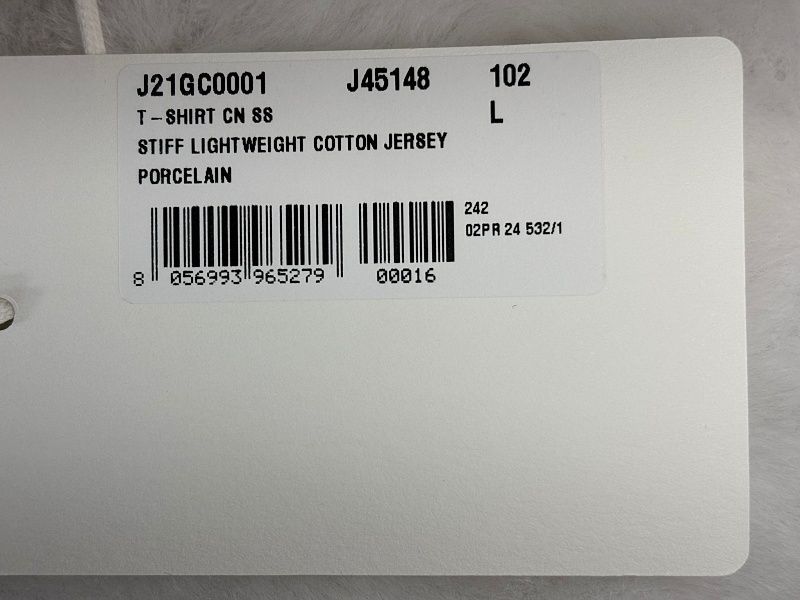 J21GC0001 J45148 102
T-SHIRT CN SS L
STIFF LIGHTWEIGHT COTTON JERSEY
PORCELAIN
242
02PR 24 532/1
8 056993 965279 00016